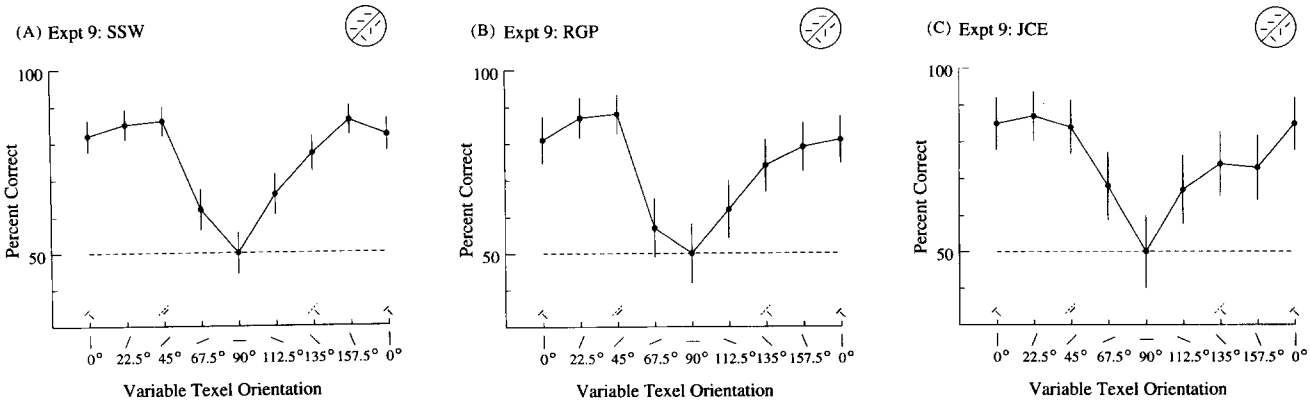 (A) Expt 9: SSW
100
50
Percent Correct
0° 22.5° 45° 67.5° 90° 112.5° 135° 157.5° 0°
Variable Texel Orientation
(B) Expt 9: RGP
100
50
Percent Correct
0° 22.5° 45° 67.5° 90° 112.5° 135° 157.5° 0°
Variable Texel Orientation
(C) Expt 9: JCE
100
50
Percent Correct
0° 22.5° 45° 67.5° 90° 112.5° 135° 157.5° 0°
Variable Texel Orientation